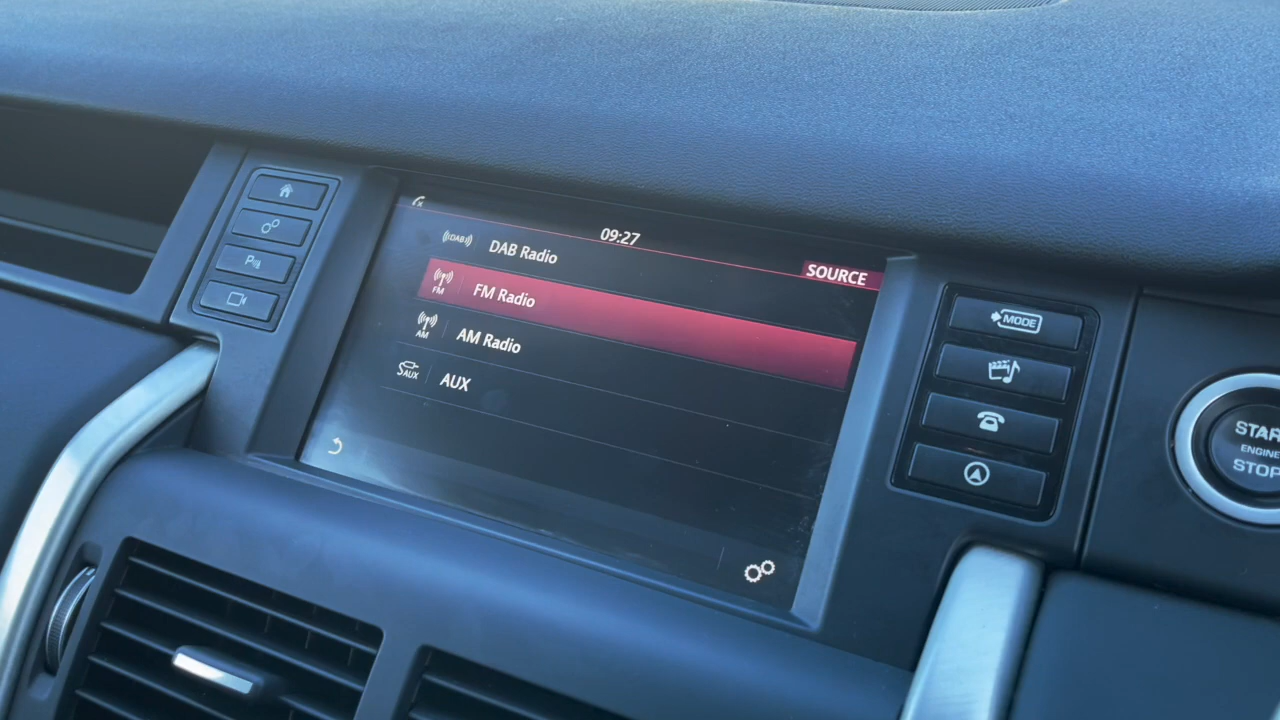 09:27
SOURCE
DAB
DAB Radio
FM
FM Radio
AM
AM Radio
AUX
AUX
P
MODE
START
ENGINE
STOP